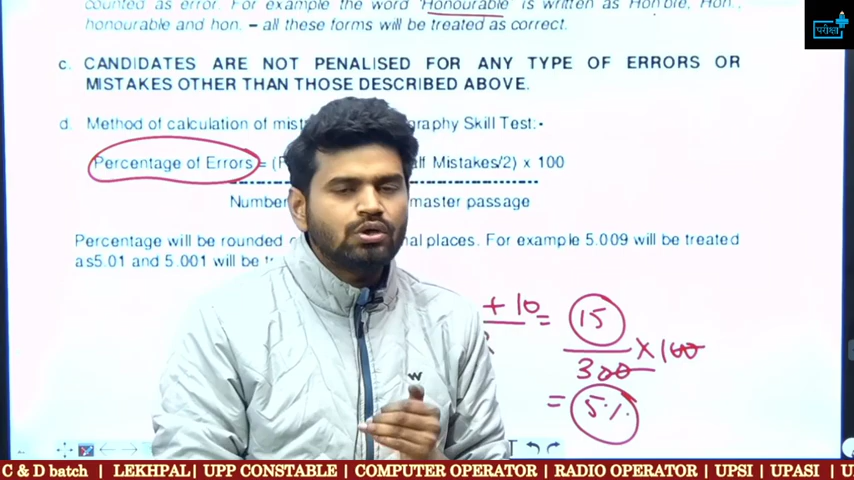 counted as error. For example the word 'Honourable' is written as Hon'ble, Hon.,
honourable and hon. – all these forms will be treated as correct.
परीक्षा
c. CANDIDATES ARE NOT PENALISED FOR ANY TYPE OF ERRORS OR
MISTAKES OTHER THAN THOSE DESCRIBED ABOVE.
d. Method of calculation of graphy Skill Test:-
Percentage of Errors = ( Mistakes/2) x 100
Number master passage
Percentage will be rounded places. For example 5.009 will be treated
as5.01 and 5.001 will be
+ 10 = 15
300 × 100
= 5%
C & D batch | LEKHPAL| UPP CONSTABLE | COMPUTER OPERATOR | RADIO OPERATOR | UPSI | UPASI | U